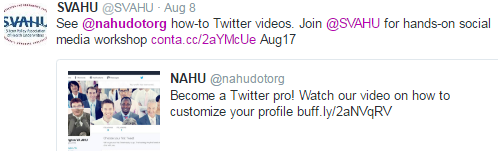 SVAHU @SVAHU · Aug 8
See @nahudotorg how-to Twitter videos. Join @SVAHU for hands-on social
media workshop conta.cc/2aYMcUe Aug17
SVAHU
NAHU @nahudotorg
Become a Twitter pro! Watch our video on how to
customize your profile buff.ly/2aNVqRV